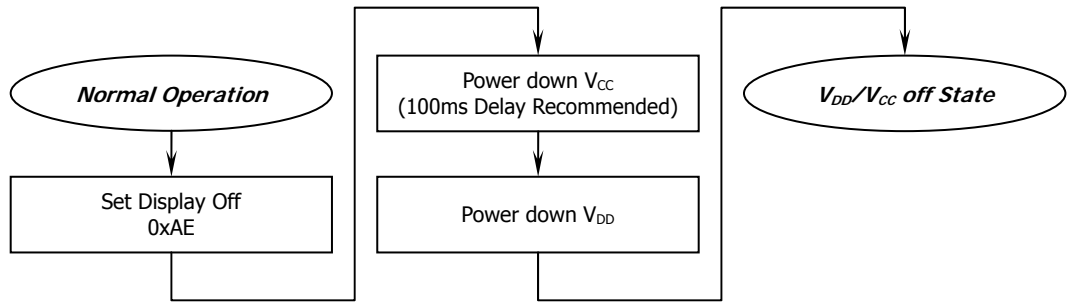 Normal Operation
Set Display Off
0xAE
Power down VCC
(100ms Delay Recommended)
Power down VDD
VDD/VCC off State